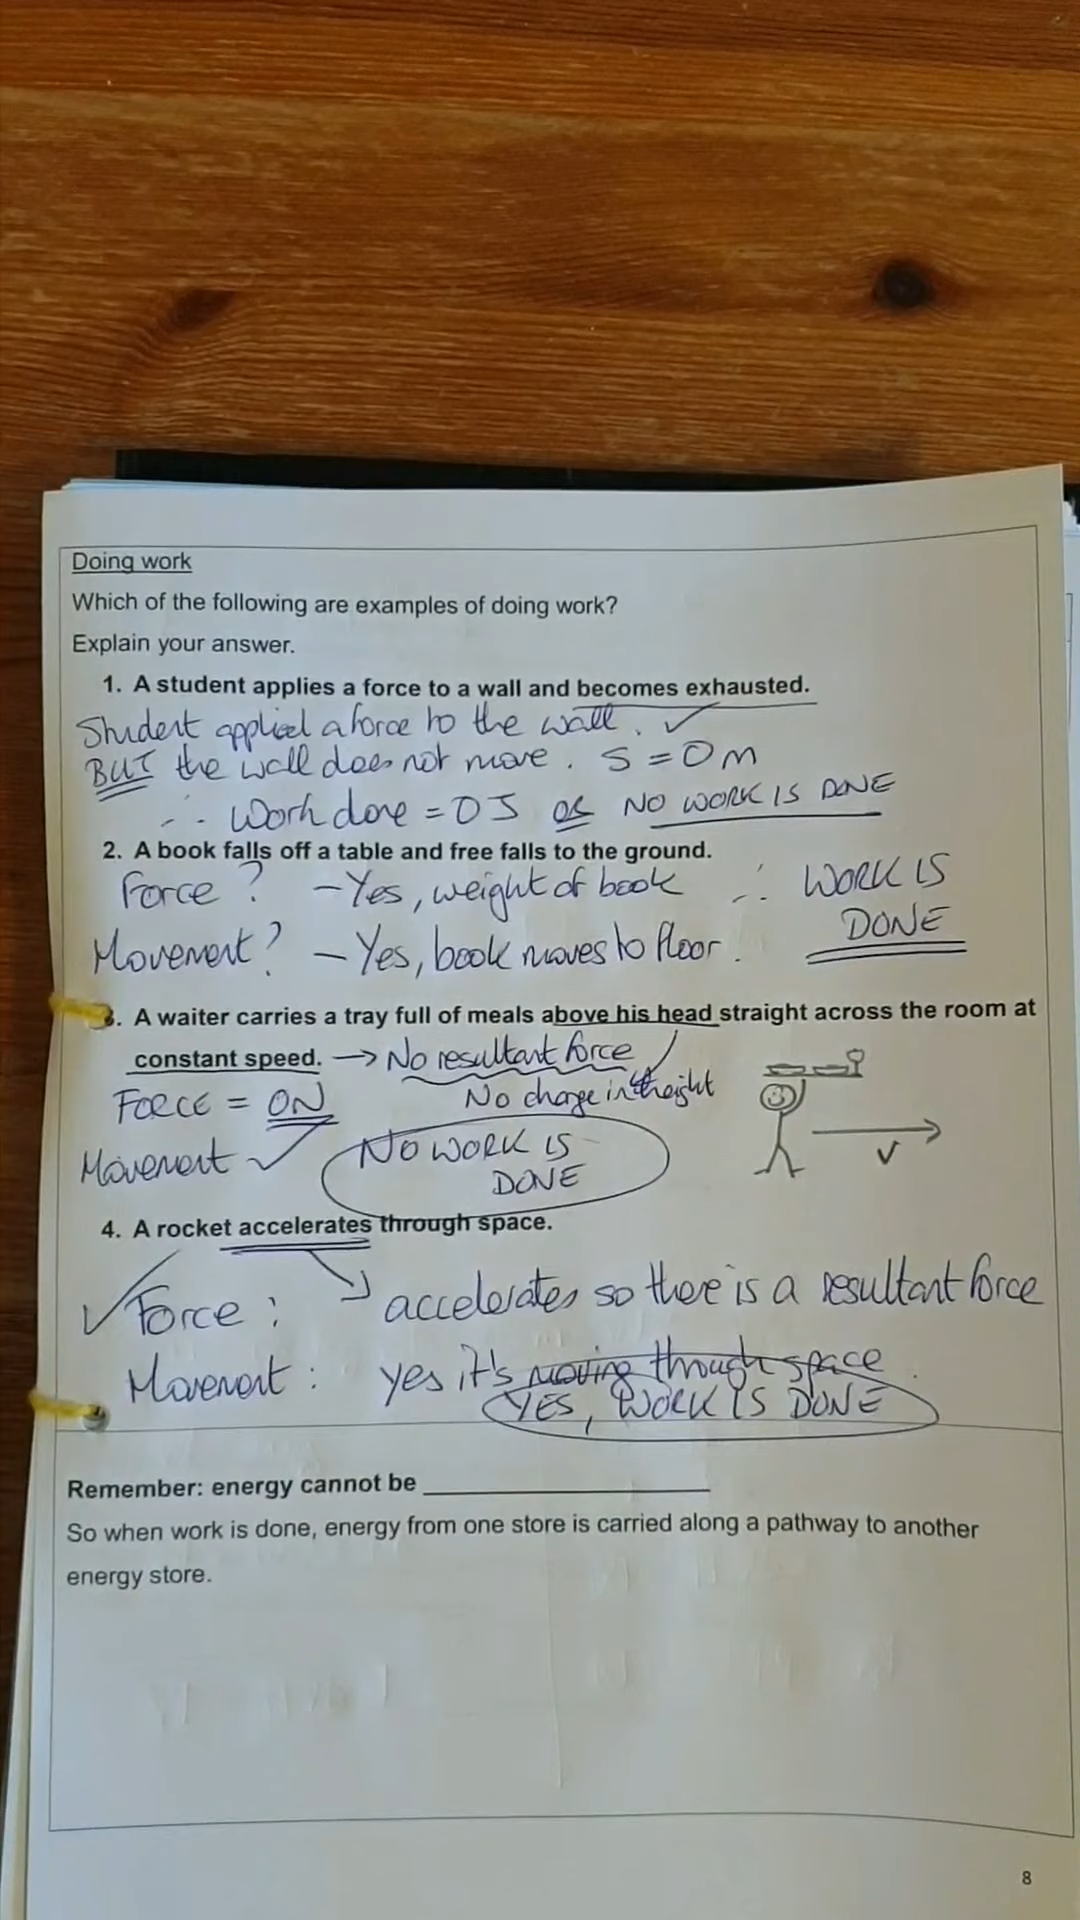 Doing work
Which of the following are examples of doing work?
Explain your answer.
1. A student applies a force to a wall and becomes exhausted.
Student applied a force to the wall. ✓
BUT the wall does not move. S = 0m
∴ Work done = 0J or NO WORK IS DONE
2. A book falls off a table and free falls to the ground.
Force? - Yes, weight of book ∴ WORK IS
DONE
Movement? - Yes, book moves to floor.
3. A waiter carries a tray full of meals above his head straight across the room at
constant speed. → No resultant force
FORCE = 0N No change in height
Movement ✓ NO WORK IS
DONE
v
4. A rocket accelerates through space.
✓ Force: accelerates so there is a resultant force
Movement: yes it's moving through space.
YES, WORK IS DONE
Remember: energy cannot be ____________________
So when work is done, energy from one store is carried along a pathway to another
energy store.
8